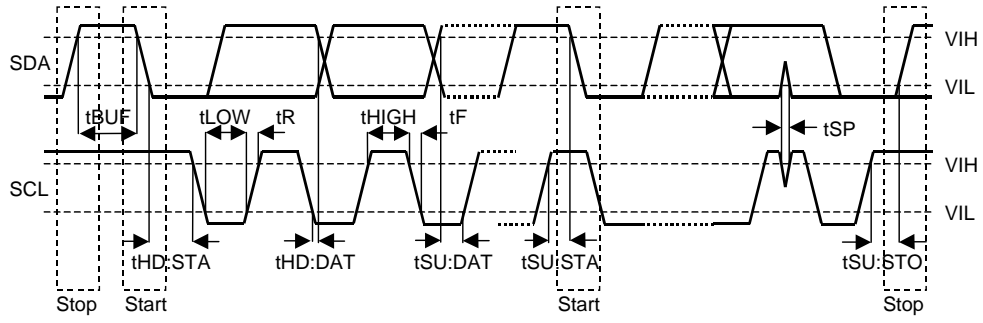 VIH
SDA
VIL
tBUF
tLOW
tR
tHIGH
tF
tSP
VIH
SCL
VIL
tHD:STA
tHD:DAT
tSU:DAT
tSU:STA
tSU:STO
Stop
Start
Start
Stop